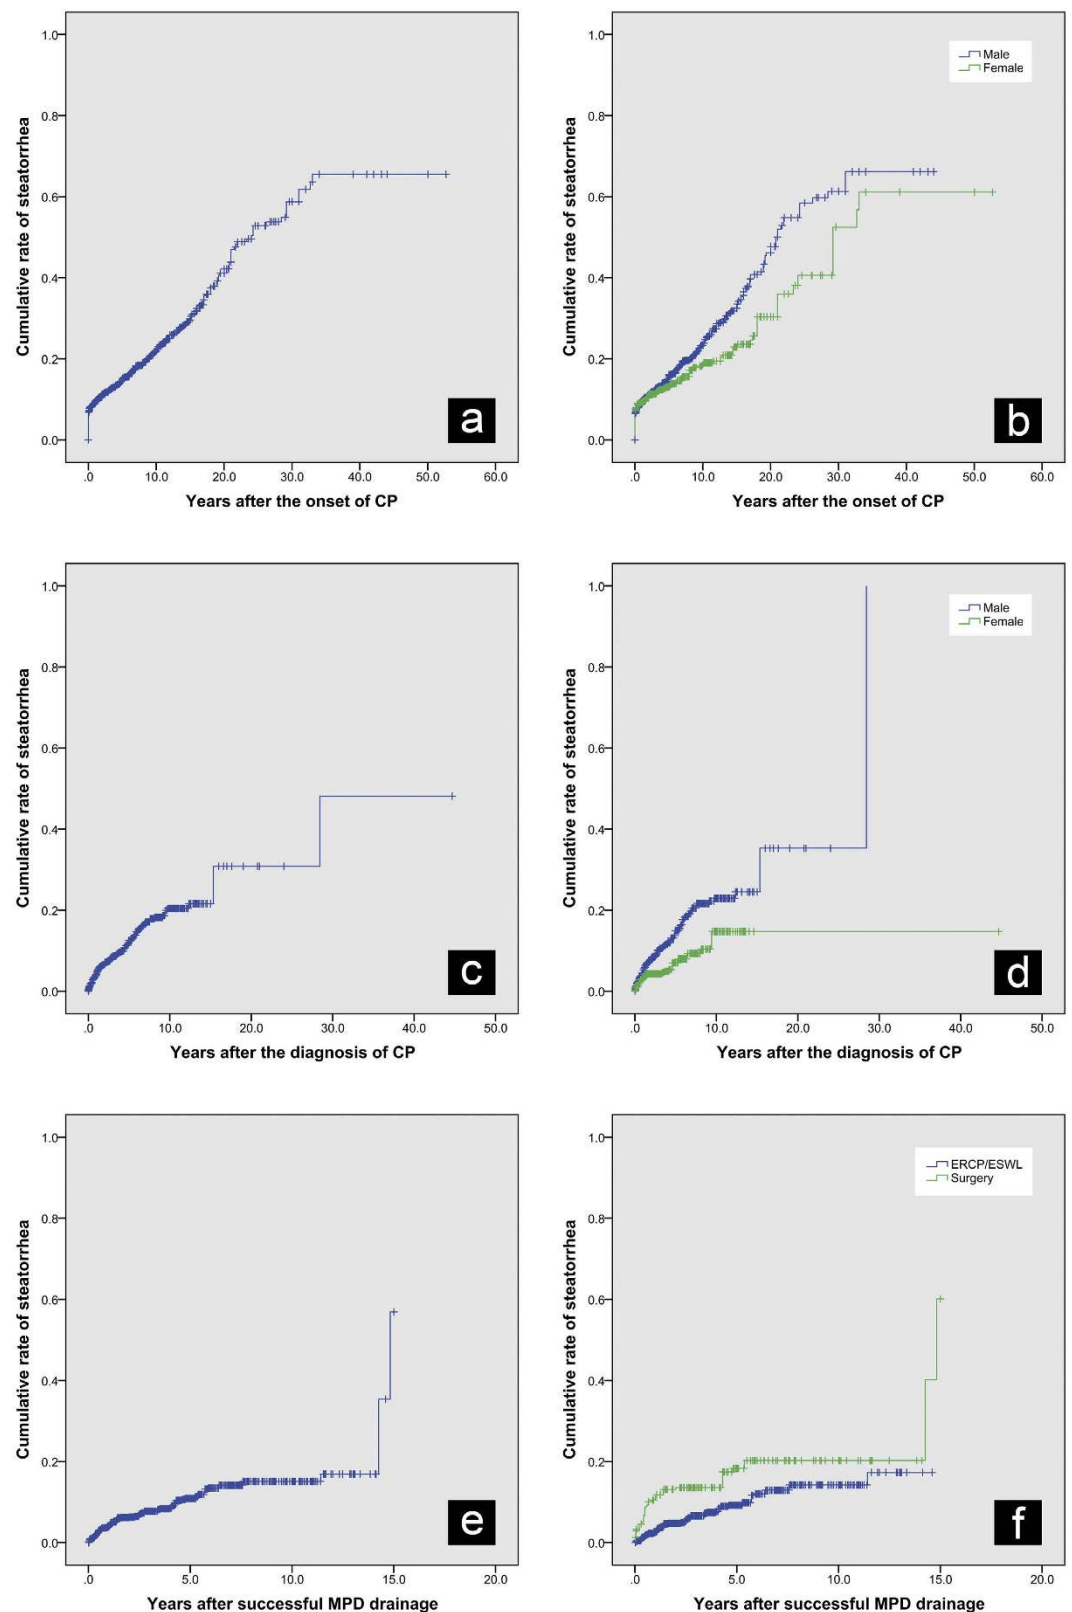 1.0
0.8
0.6
0.4
0.2
0.0
Cumulative rate of steatorrhea
a
.0 10.0 20.0 30.0 40.0 50.0 60.0
Years after the onset of CP
1.0
0.8
0.6
0.4
0.2
0.0
Cumulative rate of steatorrhea
Male
Female
b
.0 10.0 20.0 30.0 40.0 50.0 60.0
Years after the onset of CP
1.0
0.8
0.6
0.4
0.2
0.0
Cumulative rate of steatorrhea
c
.0 10.0 20.0 30.0 40.0 50.0
Years after the diagnosis of CP
1.0
0.8
0.6
0.4
0.2
0.0
Cumulative rate of steatorrhea
Male
Female
d
.0 10.0 20.0 30.0 40.0 50.0
Years after the diagnosis of CP
1.0
0.8
0.6
0.4
0.2
0.0
Cumulative rate of steatorrhea
e
.0 5.0 10.0 15.0 20.0
Years after successful MPD drainage
1.0
0.8
0.6
0.4
0.2
0.0
Cumulative rate of steatorrhea
ERCP/ESWL
Surgery
f
.0 5.0 10.0 15.0 20.0
Years after successful MPD drainage